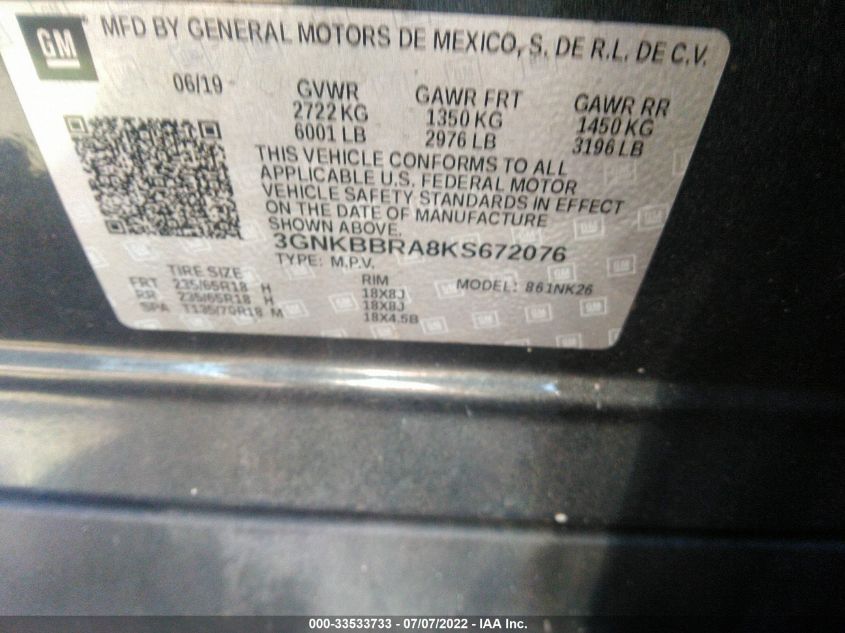 GM
MFD BY GENERAL MOTORS DE MEXICO, S. DE R.L. DE C.V.
06/19 GVWR GAWR FRT GAWR RR
2722 KG 1350 KG 1450 KG
6001 LB 2976 LB 3196 LB
THIS VEHICLE CONFORMS TO ALL
APPLICABLE U.S. FEDERAL MOTOR
VEHICLE SAFETY STANDARDS IN EFFECT
ON THE DATE OF MANUFACTURE
SHOWN ABOVE.
3GNKBBRA8KS672076
TYPE: M.P.V.
TIRE SIZE RIM MODEL: 861NK26
FRT 235/65R18 H 18X8J
RR 235/65R18 H 18X8J
SPA T135/70R18 M 18X4.5B
000-33533733 - 07/07/2022 - IAA Inc.